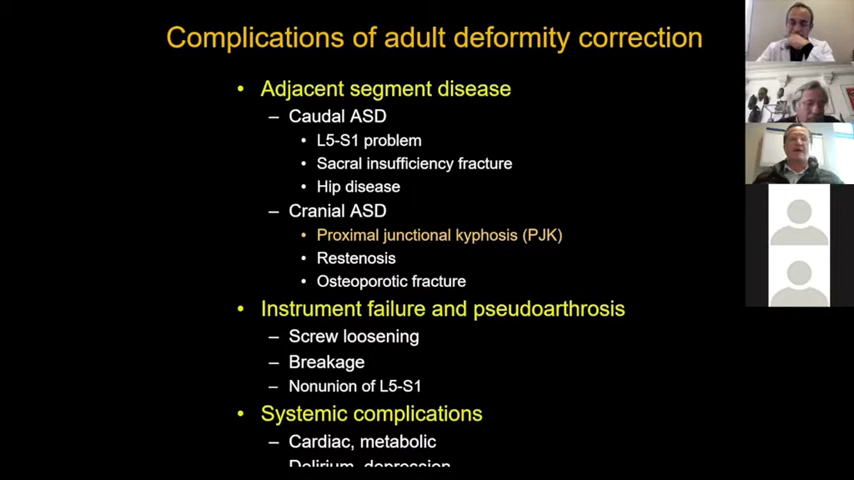 Complications of adult deformity correction
• Adjacent segment disease
– Caudal ASD
• L5-S1 problem
• Sacral insufficiency fracture
• Hip disease
– Cranial ASD
• Proximal junctional kyphosis (PJK)
• Restenosis
• Osteoporotic fracture
• Instrument failure and pseudoarthrosis
– Screw loosening
– Breakage
– Nonunion of L5-S1
• Systemic complications
– Cardiac, metabolic
– Delirium, depression